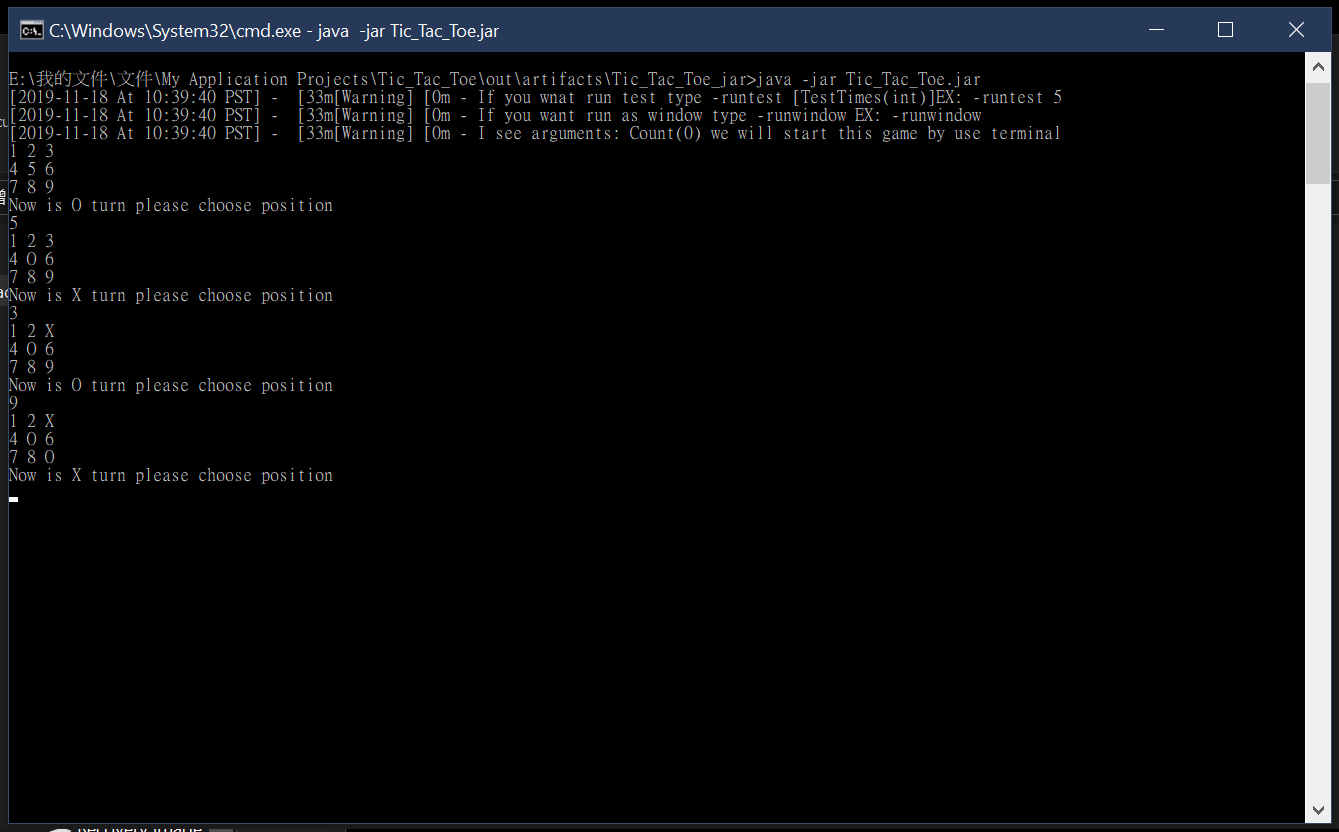 C:\Windows\System32\cmd.exe - java  -jar Tic_Tac_Toe.jar
E:\我的文件\文件\My Application Projects\Tic_Tac_Toe\out\artifacts\Tic_Tac_Toe_jar>java -jar Tic_Tac_Toe.jar
[2019-11-18 At 10:39:40 PST] -  [33m[Warning] [0m - If you wnat run test type -runtest [TestTimes(int)]EX: -runtest 5
[2019-11-18 At 10:39:40 PST] -  [33m[Warning] [0m - If you want run as window type -runwindow EX: -runwindow
[2019-11-18 At 10:39:40 PST] -  [33m[Warning] [0m - I see arguments: Count(0) we will start this game by use terminal
1 2 3
4 5 6
7 8 9
Now is O turn please choose position
5
1 2 3
4 O 6
7 8 9
Now is X turn please choose position
3
1 2 X
4 O 6
7 8 9
Now is O turn please choose position
9
1 2 X
4 O 6
7 8 O
Now is X turn please choose position